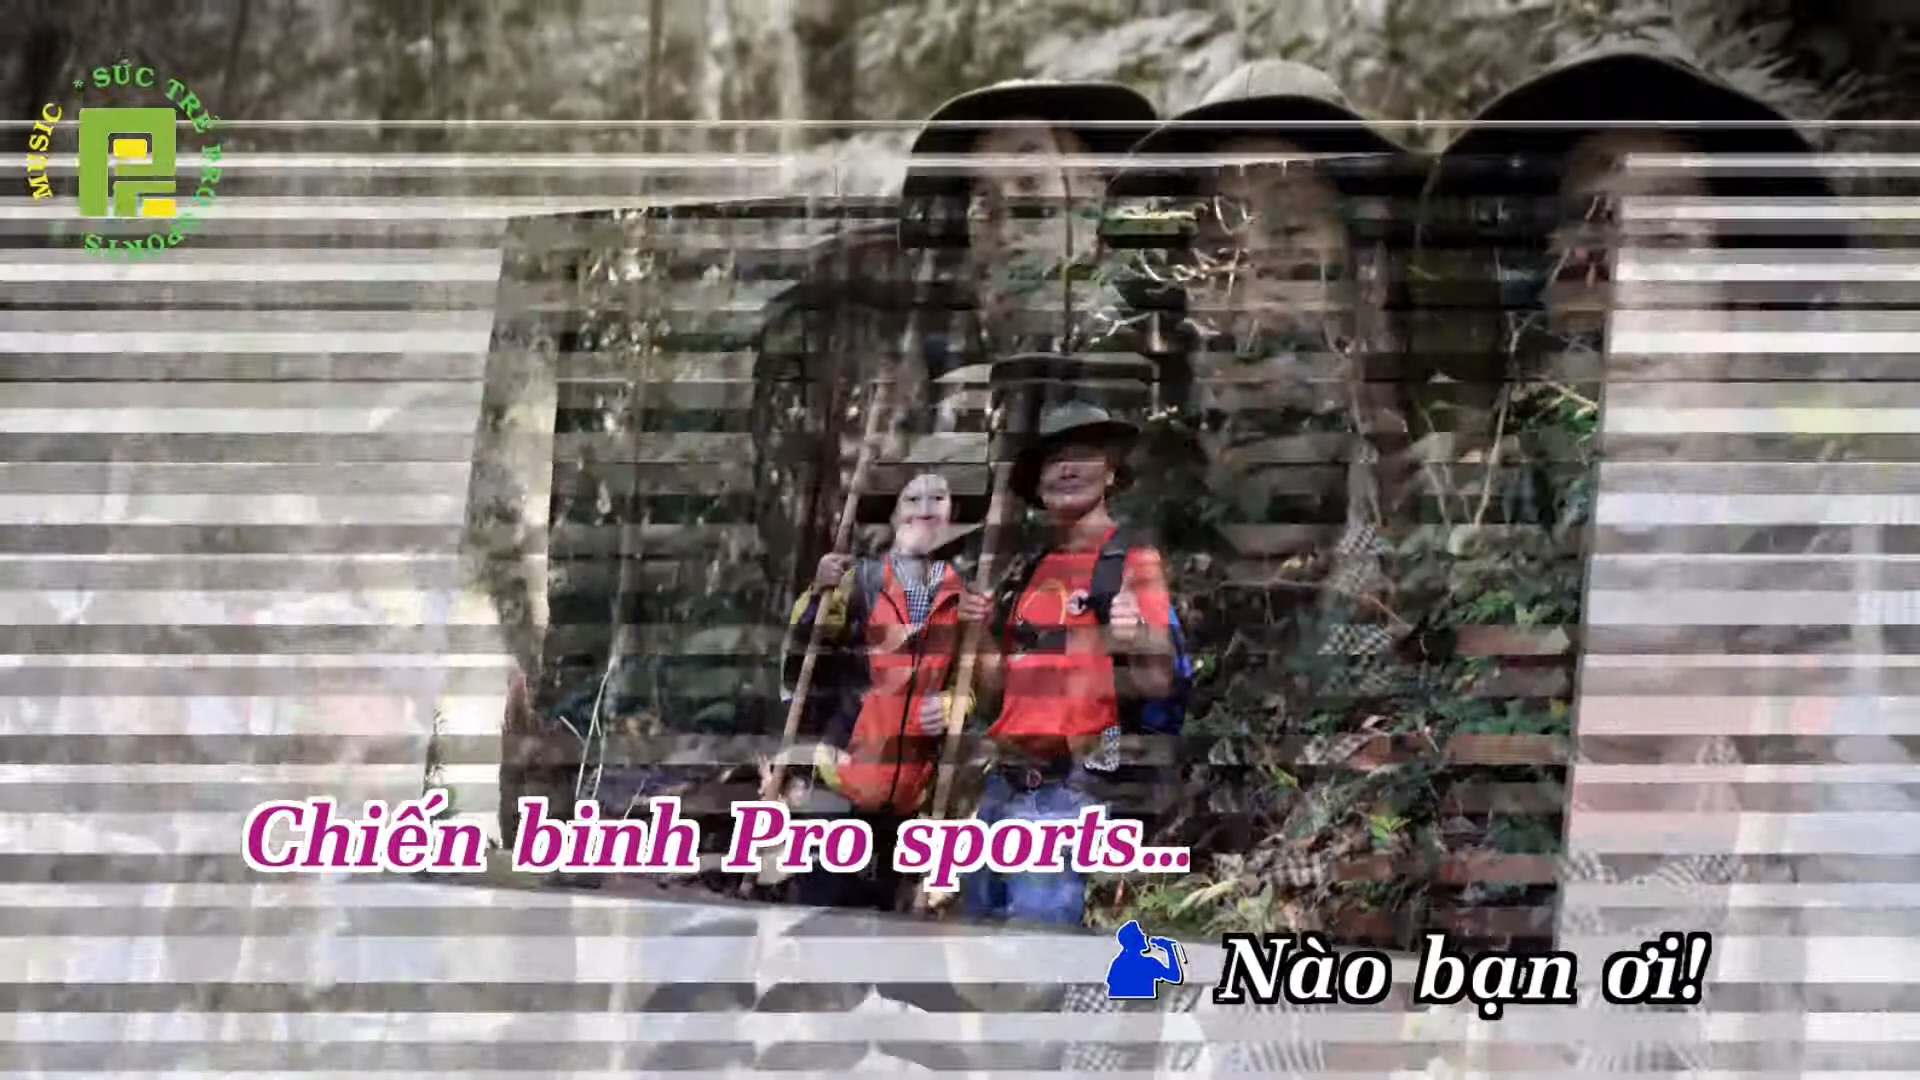 MUSIC * SỨC TRẺ PRO SPORTS
Chiến binh Pro sports...
Nào bạn ơi!